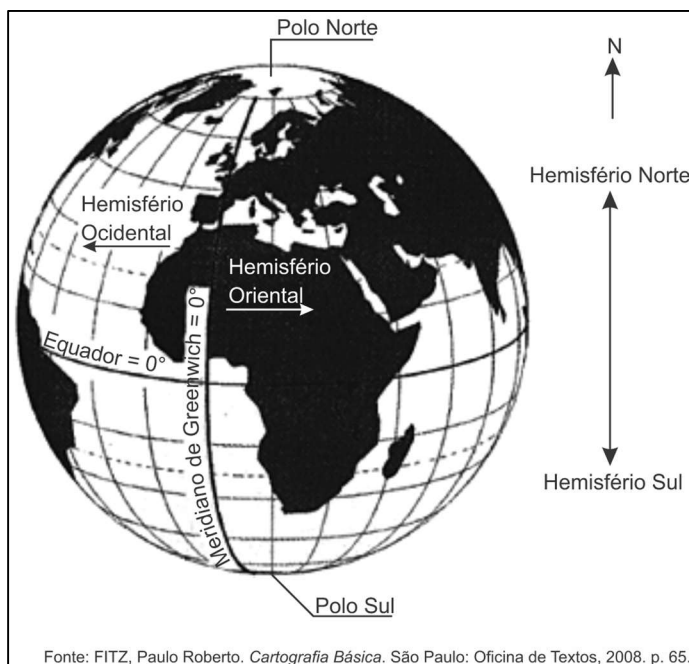 Polo Norte
N
Hemisfério Norte
Hemisfério
Ocidental
Hemisfério
Oriental
Equador = 0°
Meridiano de Greenwich = 0°
Hemisfério Sul
Polo Sul
Fonte: FITZ, Paulo Roberto. Cartografia Básica. São Paulo: Oficina de Textos, 2008. p. 65.